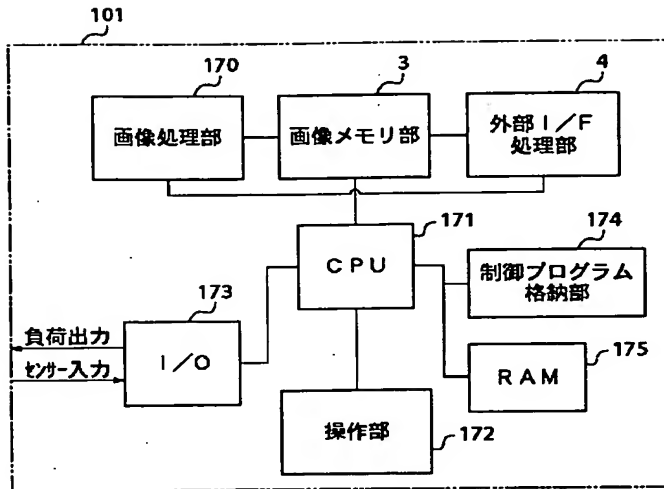 101
170
3
4
画像処理部
画像メモリ部
外部I/F
処理部
171
CPU
174
制御プログラム
格納部
173
負荷出力
センサー入力
I/O
175
RAM
操作部
172